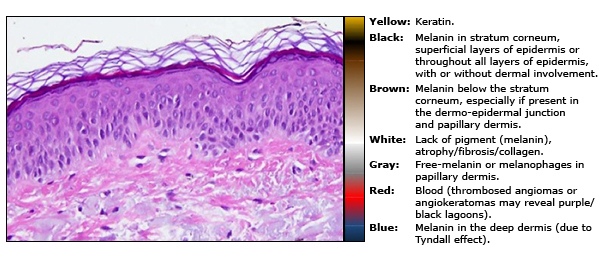 Yellow: Keratin.
Black: Melanin in stratum corneum,
superficial layers of epidermis or
throughout all layers of epidermis,
with or without dermal involvement.
Brown: Melanin below the stratum
corneum, especially if present in
the dermo-epidermal junction
and papillary dermis.
White: Lack of pigment (melanin),
atrophy/fibrosis/collagen.
Gray: Free-melanin or melanophages in
papillary dermis.
Red: Blood (thrombosed angiomas or
angiokeratomas may reveal purple/
black lagoons).
Blue: Melanin in the deep dermis (due to
Tyndall effect).